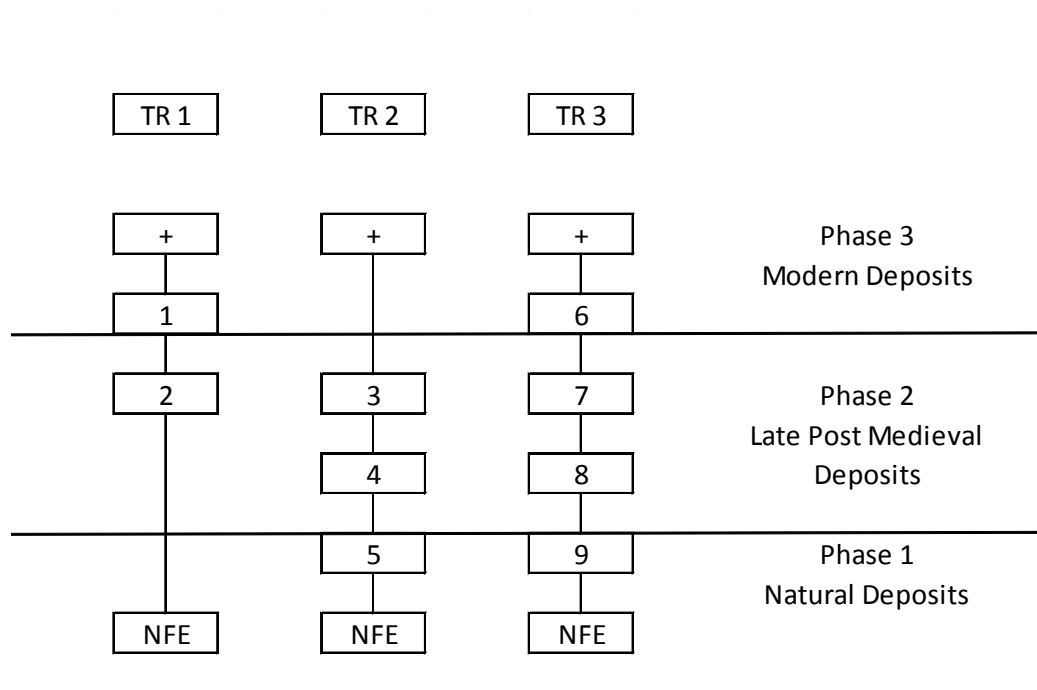 TR 1 TR 2 TR 3
+ + + Phase 3
Modern Deposits
1 6
2 3 7 Phase 2
Late Post Medieval
4 8 Deposits
5 9 Phase 1
Natural Deposits
NFE NFE NFE